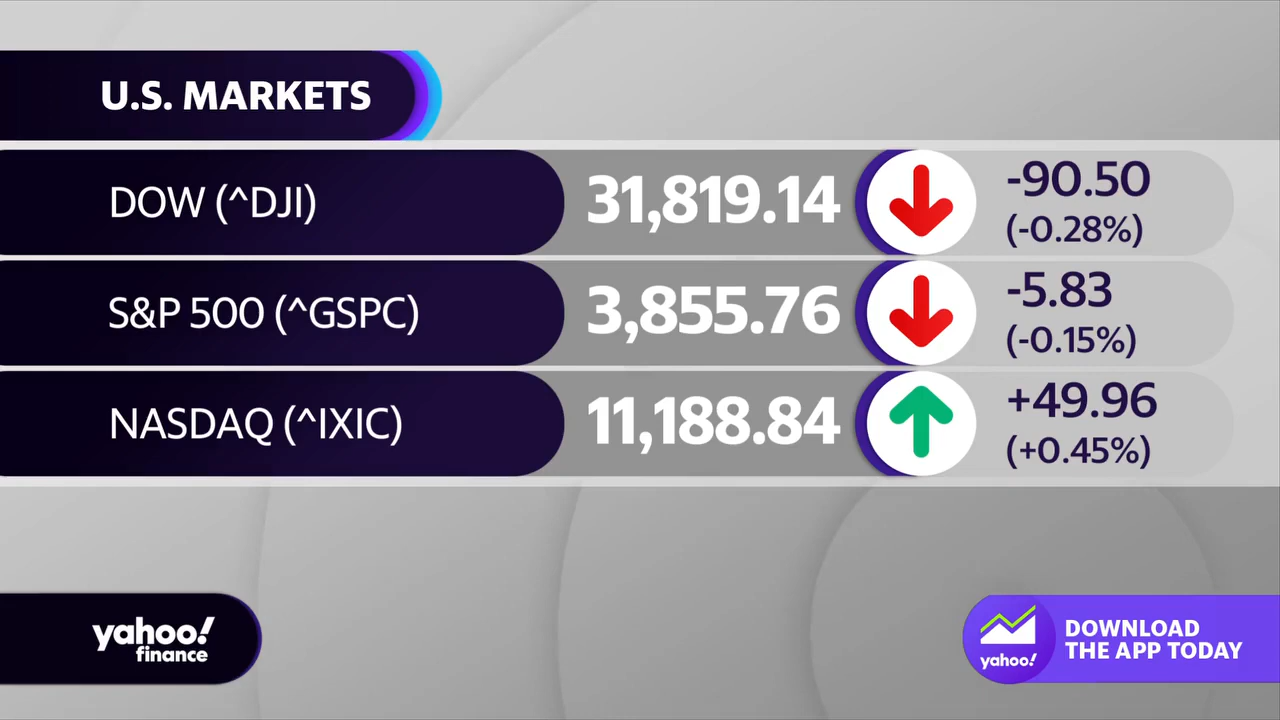 U.S. MARKETS
DOW (^DJI) 31,819.14 -90.50
(-0.28%)
S&P 500 (^GSPC) 3,855.76 -5.83
(-0.15%)
NASDAQ (^IXIC) 11,188.84 +49.96
(+0.45%)
yahoo!
finance
yahoo!
DOWNLOAD
THE APP TODAY